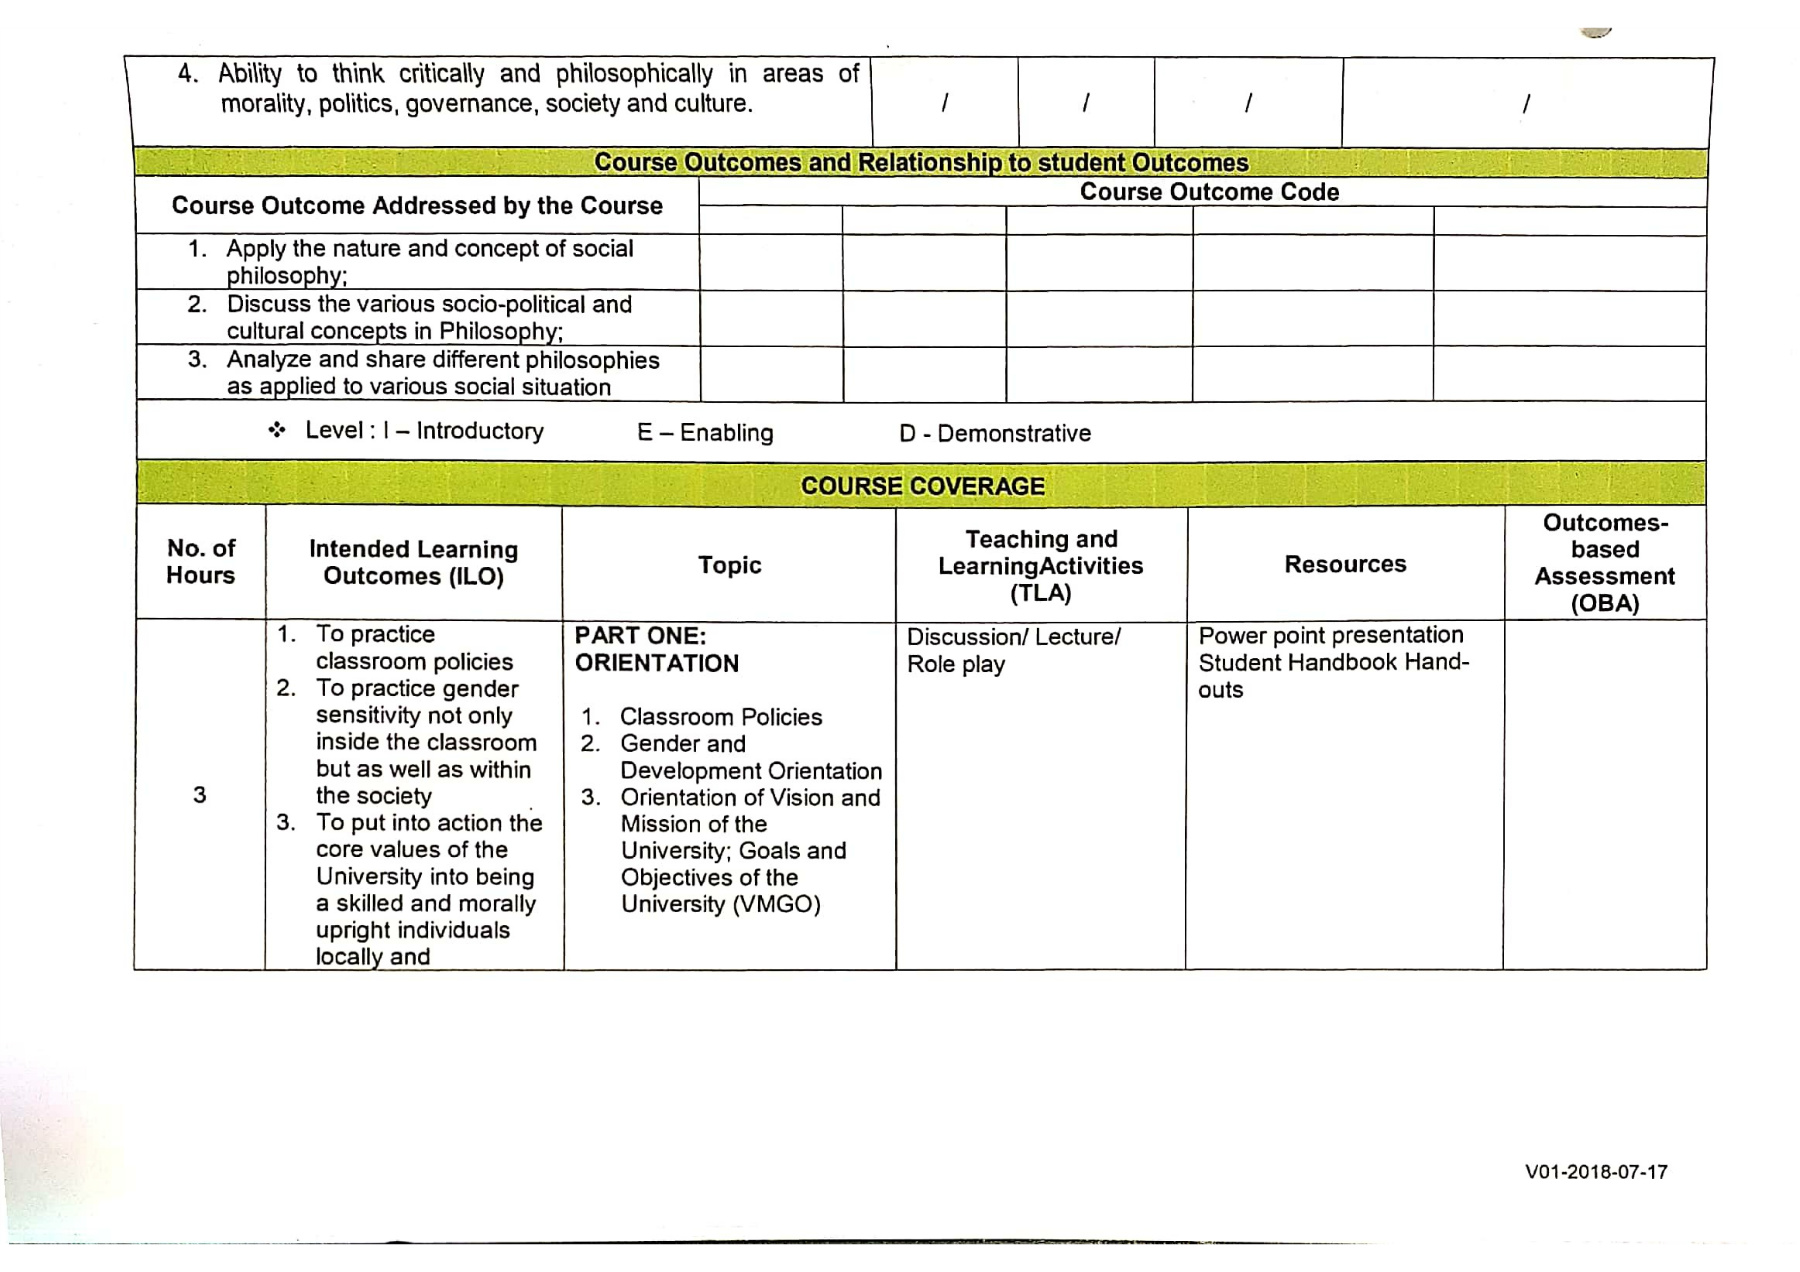 4. Ability to think critically and philosophically in areas of
morality, politics, governance, society and culture.
/ / / /
Course Outcomes and Relationship to student Outcomes
Course Outcome Addressed by the Course
Course Outcome Code
1. Apply the nature and concept of social
philosophy;
2. Discuss the various socio-political and
cultural concepts in Philosophy;
3. Analyze and share different philosophies
as applied to various social situation
❖ Level : I – Introductory E – Enabling D - Demonstrative
COURSE COVERAGE
No. of
Hours
Intended Learning
Outcomes (ILO)
Topic
Teaching and
LearningActivities
(TLA)
Resources
Outcomes-
based
Assessment
(OBA)
3
1. To practice
classroom policies
2. To practice gender
sensitivity not only
inside the classroom
but as well as within
the society
3. To put into action the
core values of the
University into being
a skilled and morally
upright individuals
locally and
PART ONE:
ORIENTATION
1. Classroom Policies
2. Gender and
Development Orientation
3. Orientation of Vision and
Mission of the
University; Goals and
Objectives of the
University (VMGO)
Discussion/ Lecture/
Role play
Power point presentation
Student Handbook Hand-
outs
V01-2018-07-17